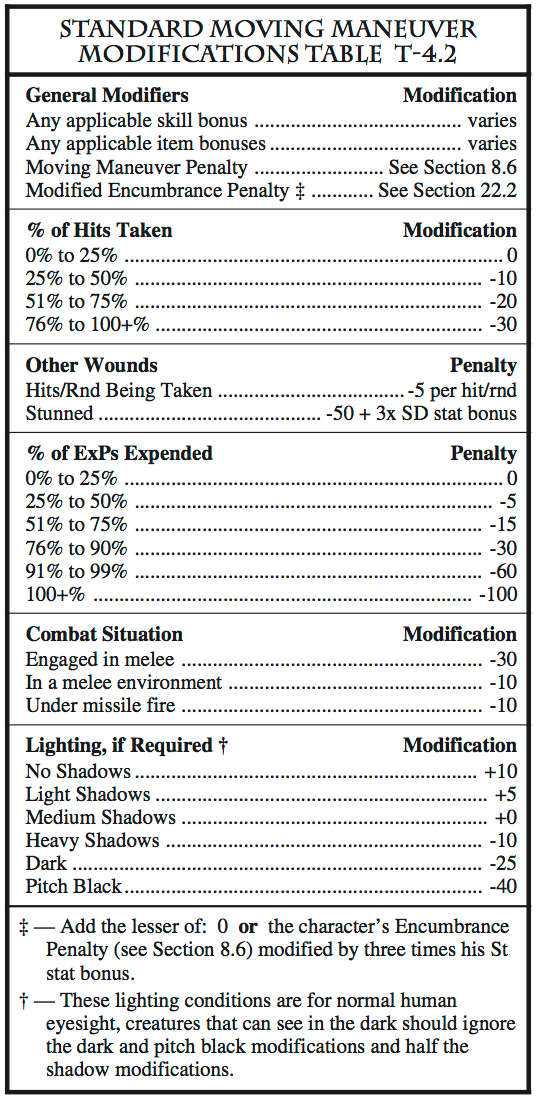 STANDARD MOVING MANEUVER
MODIFICATIONS TABLE T-4.2
General Modifiers Modification
Any applicable skill bonus .................................... varies
Any applicable item bonuses ................................. varies
Moving Maneuver Penalty ....................... See Section 8.6
Modified Encumbrance Penalty ‡ ........... See Section 22.2
% of Hits Taken Modification
0% to 25% .................................................................. 0
25% to 50% ............................................................ -10
51% to 75% ............................................................ -20
76% to 100+% ........................................................ -30
Other Wounds Penalty
Hits/Rnd Being Taken ................................. -5 per hit/rnd
Stunned ....................................... -50 + 3x SD stat bonus
% of ExPs Expended Penalty
0% to 25% .................................................................. 0
25% to 50% .............................................................. -5
51% to 75% ............................................................ -15
76% to 90% ............................................................ -30
91% to 99% ............................................................ -60
100+% .................................................................. -100
Combat Situation Modification
Engaged in melee .................................................... -30
In a melee environment ............................................ -10
Under missile fire .................................................... -10
Lighting, if Required † Modification
No Shadows ............................................................ +10
Light Shadows .......................................................... +5
Medium Shadows ..................................................... +0
Heavy Shadows ....................................................... -10
Dark ........................................................................ -25
Pitch Black .............................................................. -40
‡ — Add the lesser of: 0 or the character’s Encumbrance
Penalty (see Section 8.6) modified by three times his St
stat bonus.
† — These lighting conditions are for normal human
eyesight, creatures that can see in the dark should ignore
the dark and pitch black modifications and half the
shadow modifications.